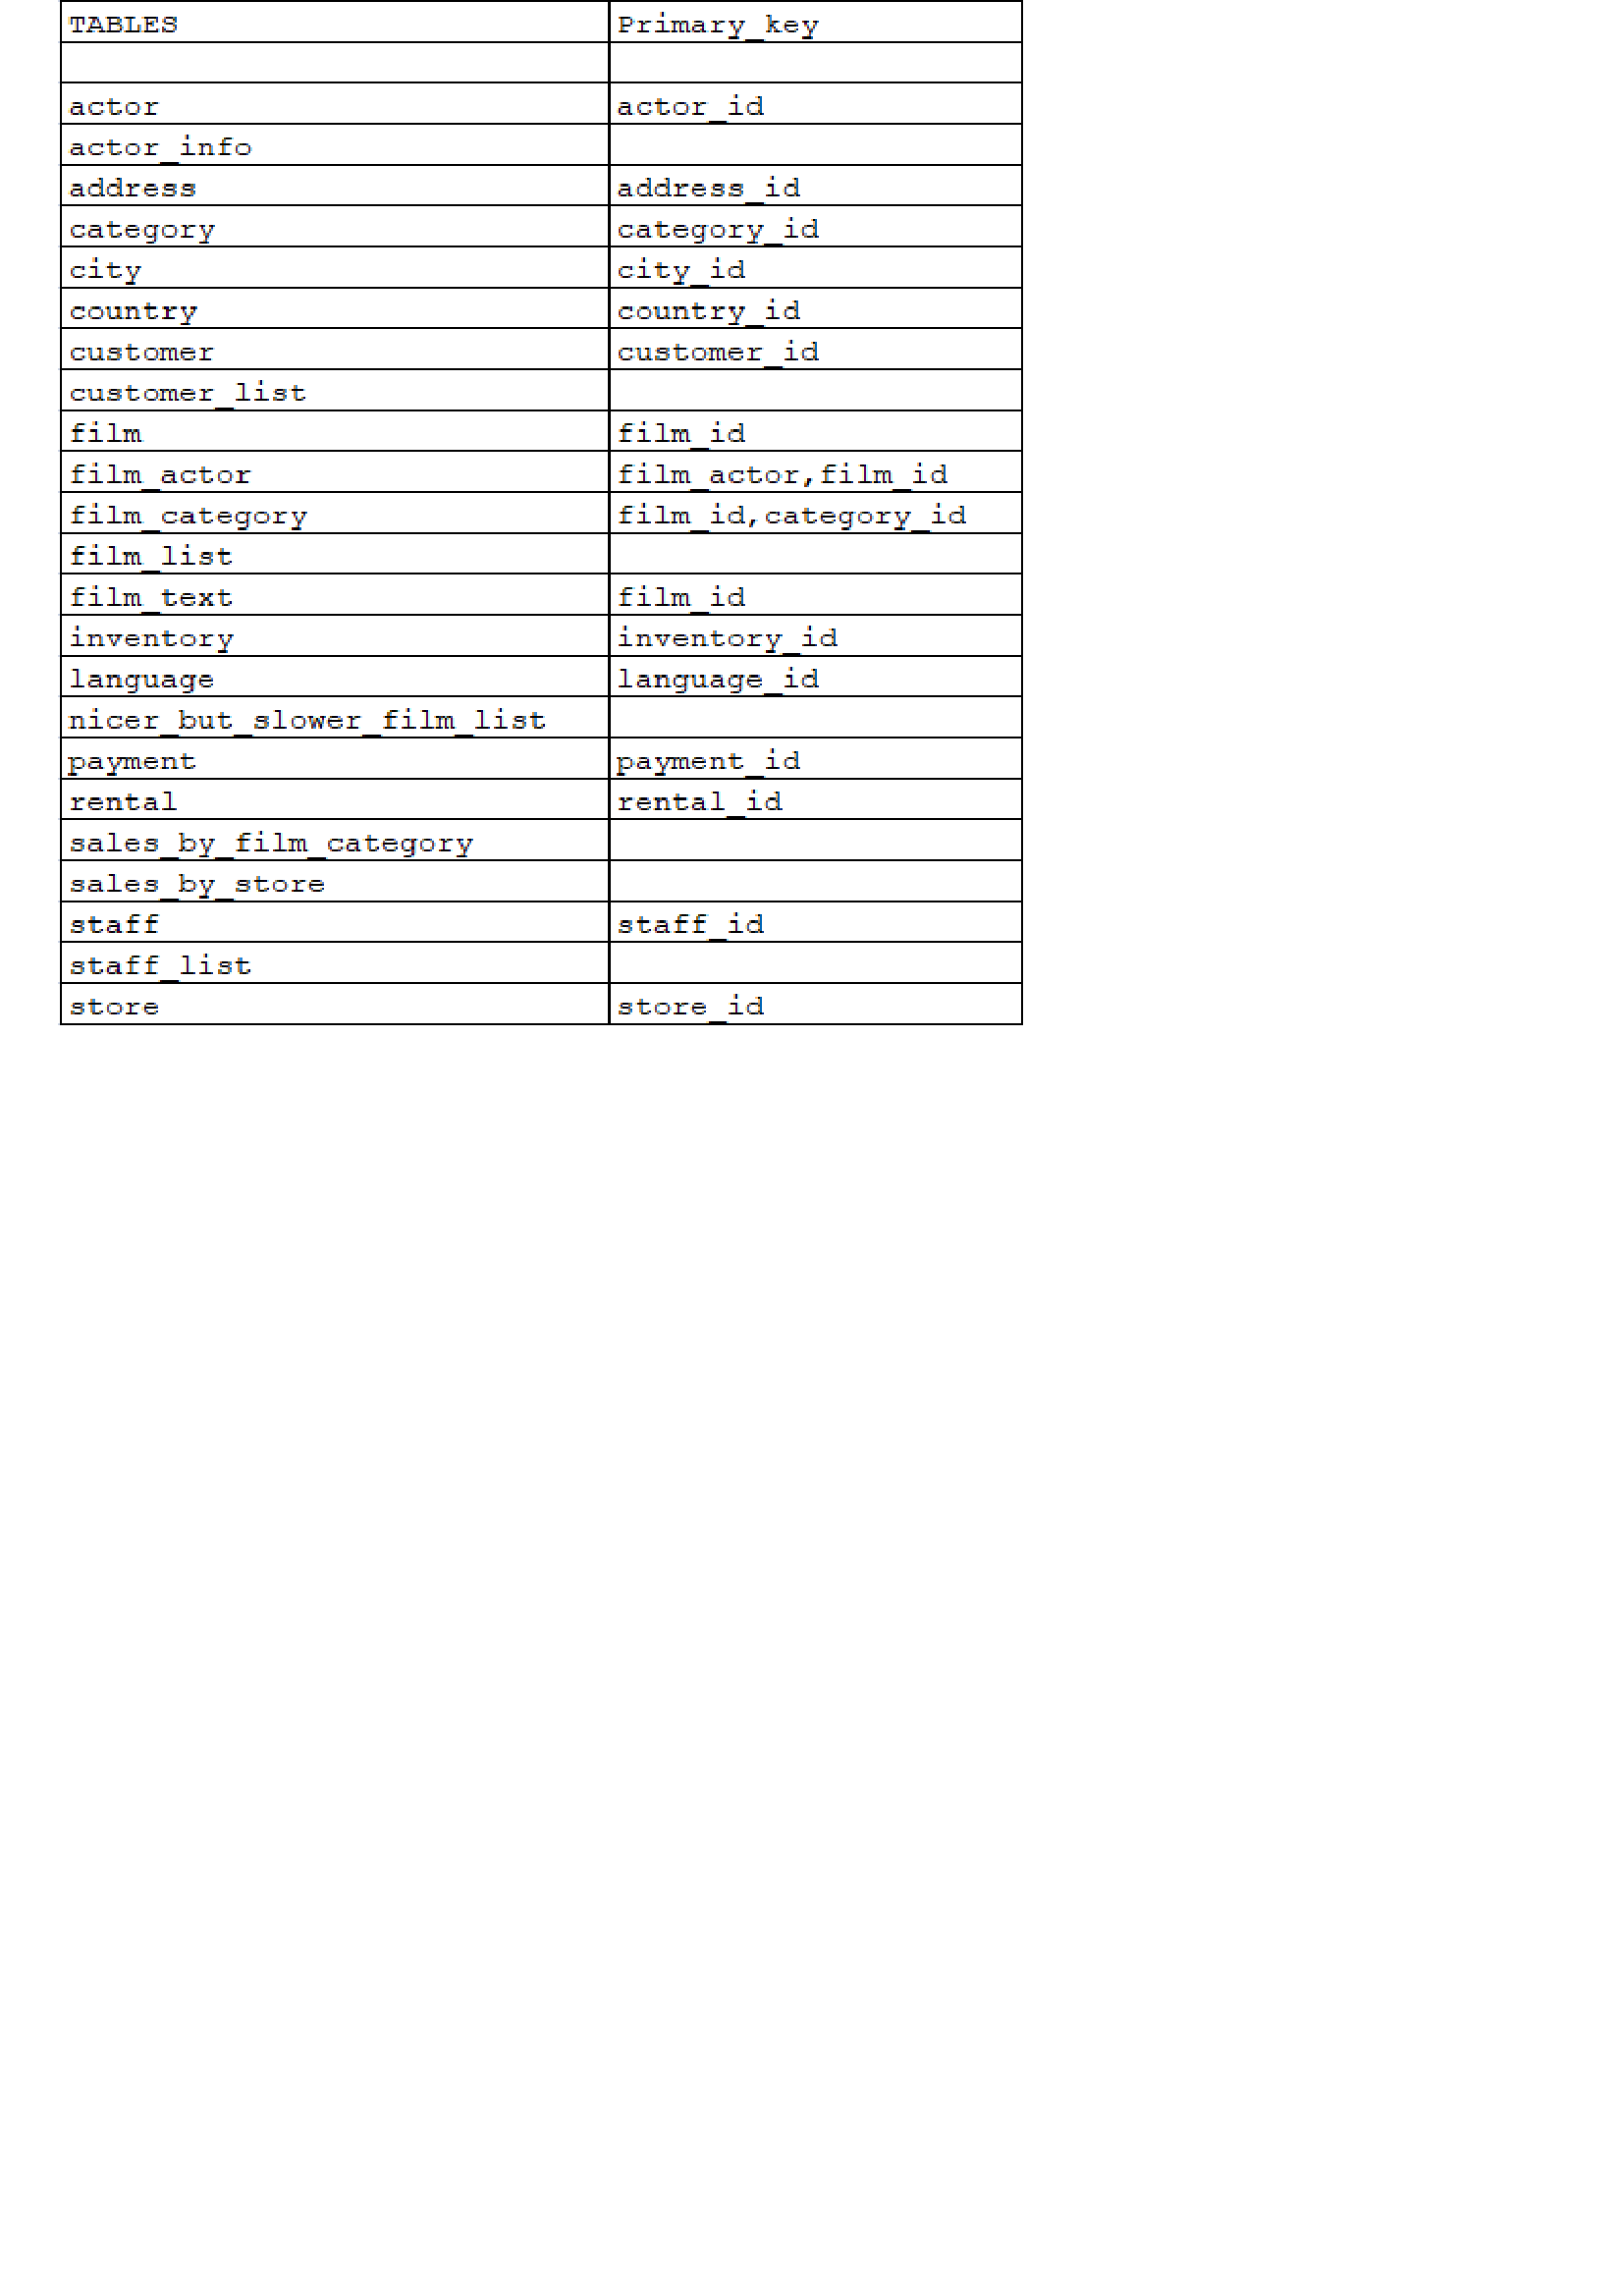 TABLES Primary_key
actor actor_id
actor_info
address address_id
category category_id
city city_id
country country_id
customer customer_id
customer_list
film film_id
film_actor film_actor,film_id
film_category film_id,category_id
film_list
film_text film_id
inventory inventory_id
language language_id
nicer_but_slower_film_list
payment payment_id
rental rental_id
sales_by_film_category
sales_by_store
staff staff_id
staff_list
store store_id